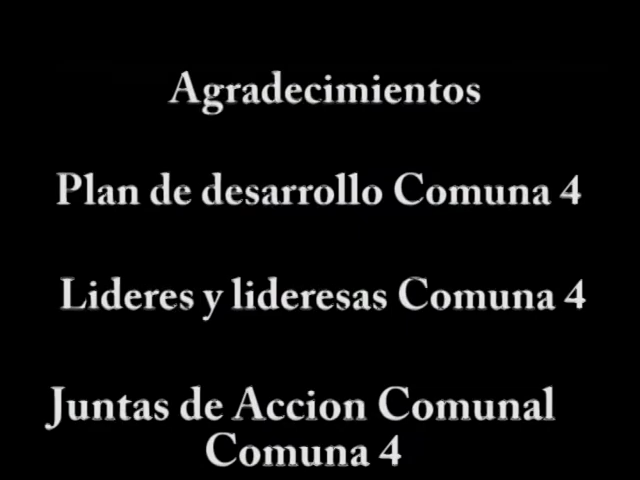 Agradecimientos
Plan de desarrollo Comuna 4
Lideres y lideresas Comuna 4
Juntas de Accion Comunal
Comuna 4